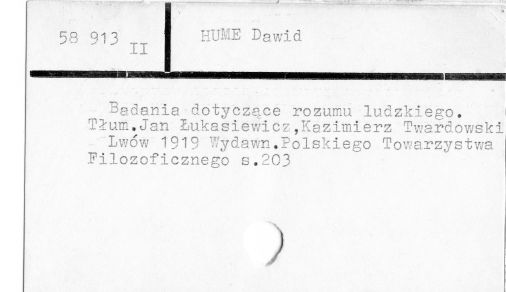 58 913 II
HUME Dawid
Badania dotyczące rozumu ludzkiego.
Tłum.Jan Łukasiewicz,Kazimierz Twardowski
Lwów 1919 Wydawn.Polskiego Towarzystwa
Filozoficznego s.203